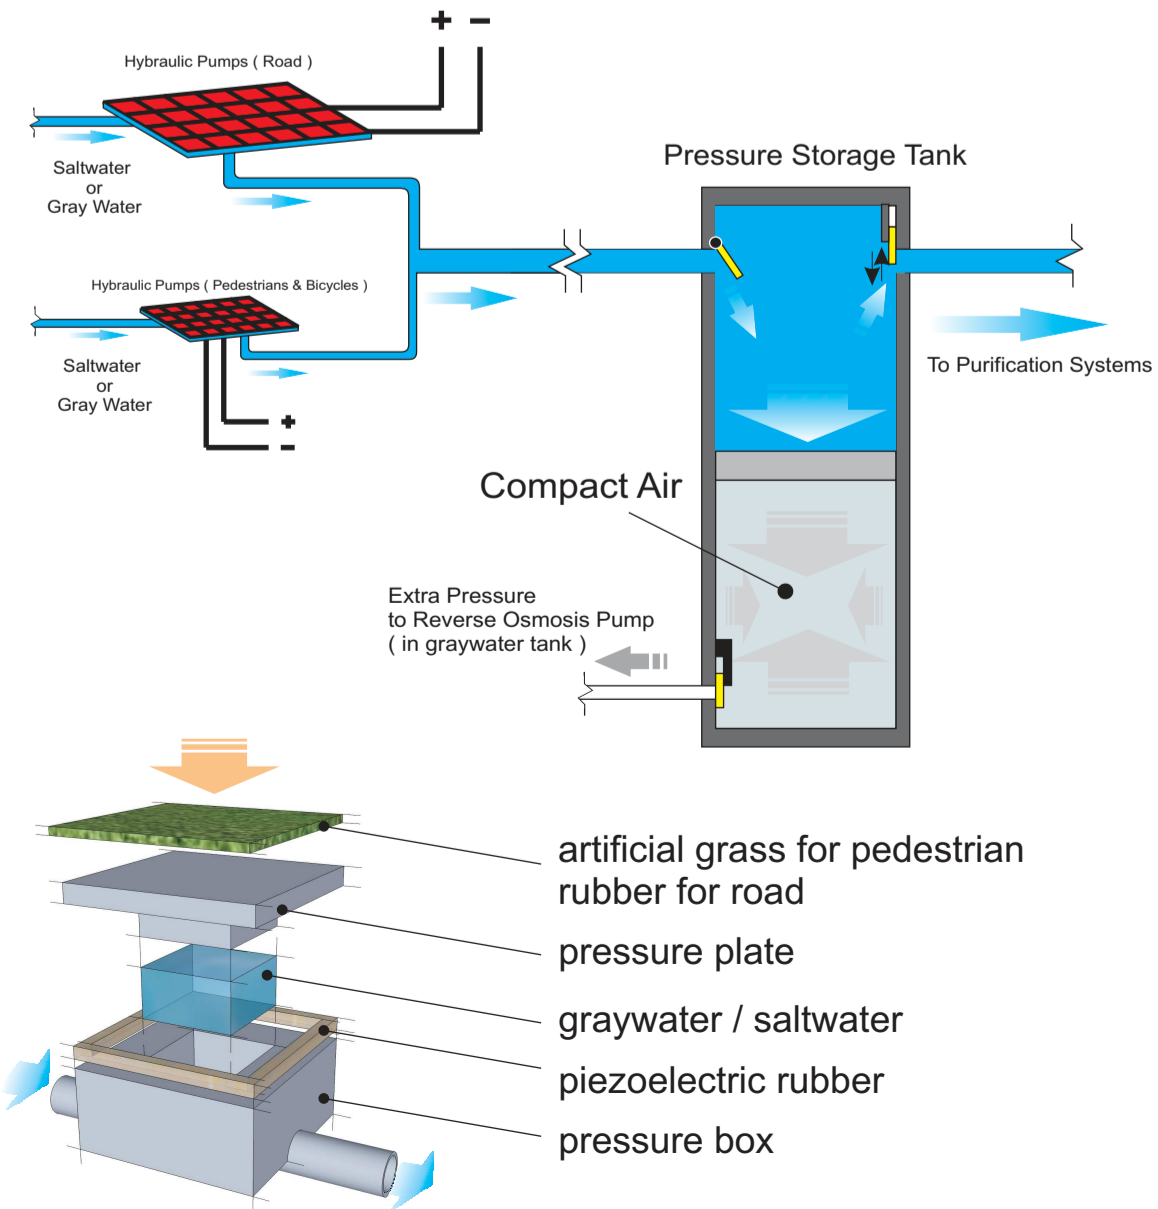 + −
Hybraulic Pumps ( Road )
Saltwater
or
Gray Water
Pressure Storage Tank
Hybraulic Pumps ( Pedestrians & Bicycles )
Saltwater
or
Gray Water
+
−
To Purification Systems
Compact Air
Extra Pressure
to Reverse Osmosis Pump
( in graywater tank )
artificial grass for pedestrian
rubber for road
pressure plate
graywater / saltwater
piezoelectric rubber
pressure box